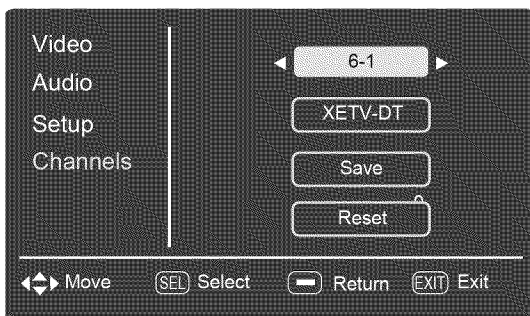 Video
Audio
Setup
Channels
6-1
XETV-DT
Save
Reset
Move
SEL Select
Return
EXIT Exit